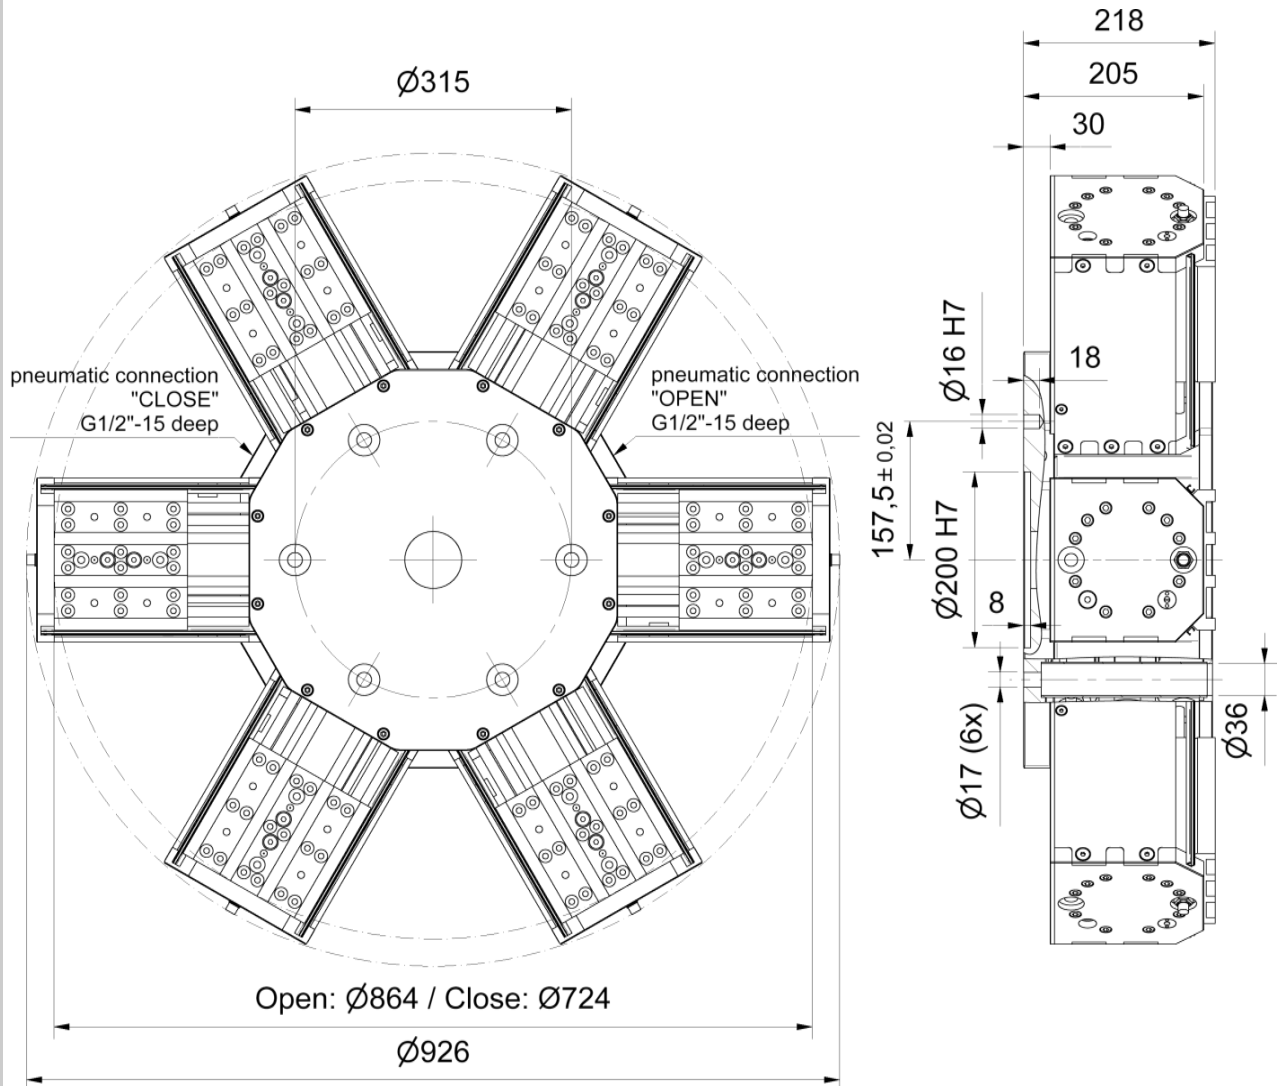 218
205
Ø315
30
Ø16 H7
18
pneumatic connection
"CLOSE"
G1/2"-15 deep
pneumatic connection
"OPEN"
G1/2"-15 deep
157,5 ± 0,02
Ø200 H7
8
Ø17 (6x)
Ø36
Open: Ø864 / Close: Ø724
Ø926